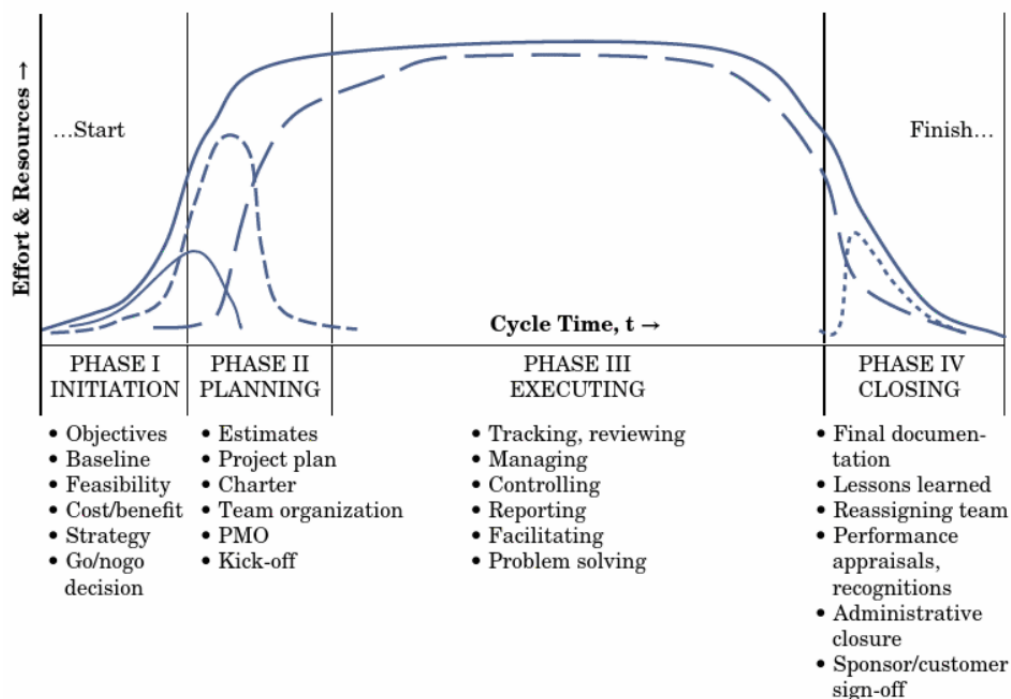 Effort & Resources →
...Start
Finish...
Cycle Time, t →
PHASE I
INITIATION
PHASE II
PLANNING
PHASE III
EXECUTING
PHASE IV
CLOSING
• Objectives
• Baseline
• Feasibility
• Cost/benefit
• Strategy
• Go/nogo
decision
• Estimates
• Project plan
• Charter
• Team organization
• PMO
• Kick-off
• Tracking, reviewing
• Managing
• Controlling
• Reporting
• Facilitating
• Problem solving
• Final documen-
tation
• Lessons learned
• Reassigning team
• Performance
appraisals,
recognitions
• Administrative
closure
• Sponsor/customer
sign-off